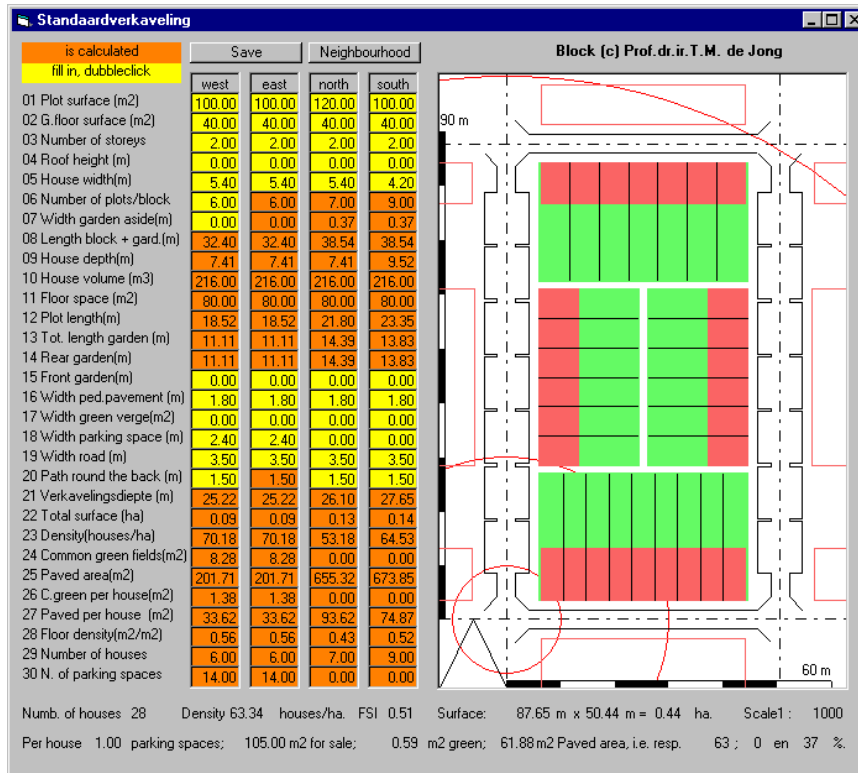 Standaardverkaveling
is calculated Save Neighbourhood Block (c) Prof.dr.ir.T.M. de Jong
fill in, dubbleclick
west east north south
01 Plot surface (m2) 100.00 100.00 120.00 100.00
02 G.floor surface (m2) 40.00 40.00 40.00 40.00
03 Number of storeys 2.00 2.00 2.00 2.00
04 Roof height (m) 0.00 0.00 0.00 0.00
05 House width(m) 5.40 5.40 5.40 4.20
06 Number of plots/block 6.00 6.00 7.00 9.00
07 Width garden aside(m) 0.00 0.00 0.37 0.37
08 Length block + gard.(m) 32.40 32.40 38.54 38.54
09 House depth(m) 7.41 7.41 7.41 9.52
10 House volume (m3) 216.00 216.00 216.00 216.00
11 Floor space (m2) 80.00 80.00 80.00 80.00
12 Plot length(m) 18.52 18.52 21.80 23.35
13 Tot. length garden (m) 11.11 11.11 14.39 13.83
14 Rear garden(m) 11.11 11.11 14.39 13.83
15 Front garden(m) 0.00 0.00 0.00 0.00
16 Width ped.pavement (m) 1.80 1.80 1.80 1.80
17 Width green verge(m2) 0.00 0.00 0.00 0.00
18 Width parking space (m) 2.40 2.40 0.00 0.00
19 Width road (m) 3.50 3.50 3.50 3.50
20 Path round the back (m) 1.50 1.50 1.50 1.50
21 Verkavelingsdiepte (m) 25.22 25.22 26.10 27.65
22 Total surface (ha) 0.09 0.09 0.13 0.14
23 Density(houses/ha) 70.18 70.18 53.18 64.53
24 Common green fields(m2) 8.28 8.28 0.00 0.00
25 Paved area(m2) 201.71 201.71 655.32 673.85
26 C.green per house(m2) 1.38 1.38 0.00 0.00
27 Paved per house (m2) 33.62 33.62 93.62 74.87
28 Floor density(m2/m2) 0.56 0.56 0.43 0.52
29 Number of houses 6.00 6.00 7.00 9.00
30 N. of parking spaces 14.00 14.00 0.00 0.00
90 m
60 m
Numb. of houses 28 Density 63.34 houses/ha. FSI 0.51 Surface: 87.65 m x 50.44 m = 0.44 ha. Scale1 : 1000
Per house 1.00 parking spaces; 105.00 m2 for sale; 0.59 m2 green; 61.88 m2 Paved area, i.e. resp. 63 ; 0 en 37 %.